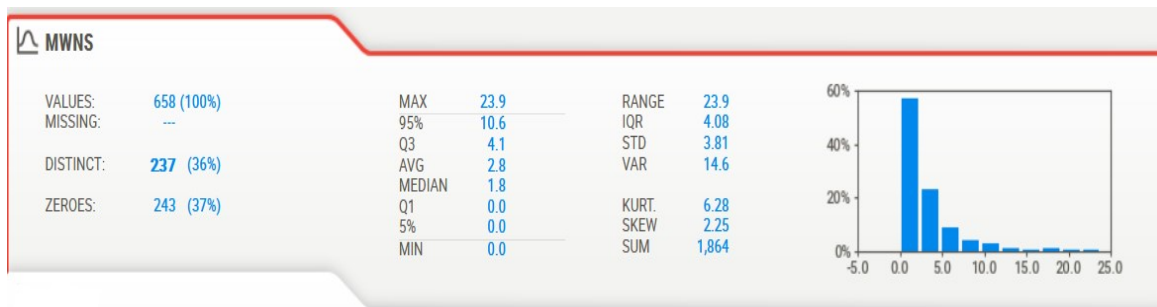 MWNS
VALUES: 658 (100%)
MISSING: ---
DISTINCT: 237 (36%)
ZEROES: 243 (37%)
MAX 23.9
95% 10.6
Q3 4.1
AVG 2.8
MEDIAN 1.8
Q1 0.0
5% 0.0
MIN 0.0
RANGE 23.9
IQR 4.08
STD 3.81
VAR 14.6
KURT. 6.28
SKEW 2.25
SUM 1,864
60%
40%
20%
0%
-5.0 0.0 5.0 10.0 15.0 20.0 25.0